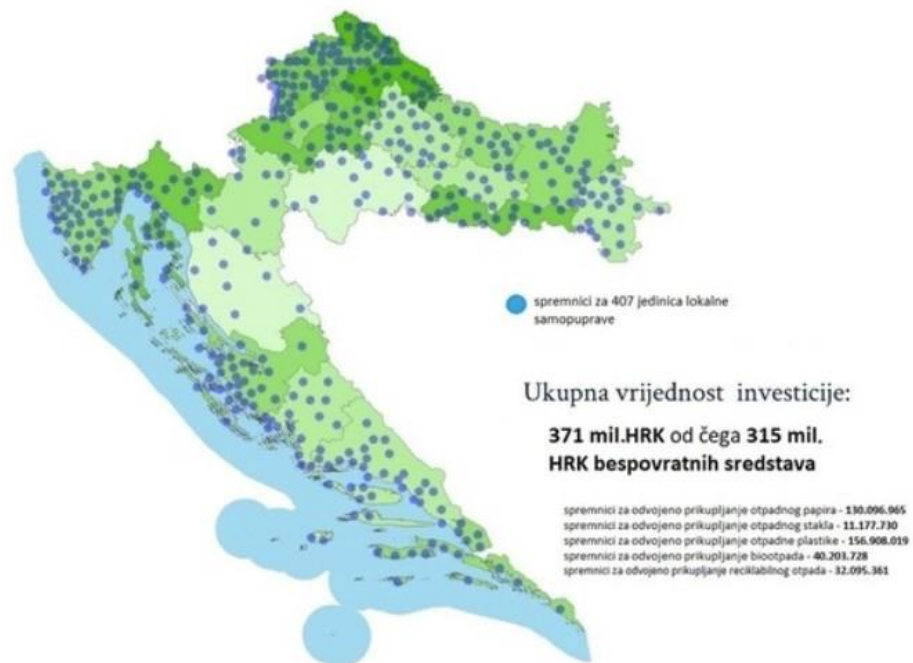 spremnici za 407 jedinica lokalne
samopuprave
Ukupna vrijednost  investicije:
371 mil.HRK od čega 315 mil.
HRK bespovratnih sredstava
spremnici za odvojeno prikupljanje otpadnog papira - 130.096.965
spremnici za odvojeno prikupljanje otpadnog stakla - 11.177.730
spremnici za odvojeno prikupljanje otpadne plastike - 156.908.019
spremnici za odvojeno prikupljanje biootpada - 40.203.728
spremnici za odvojeno prikupljanje reciklabilnog otpada - 32.095.361